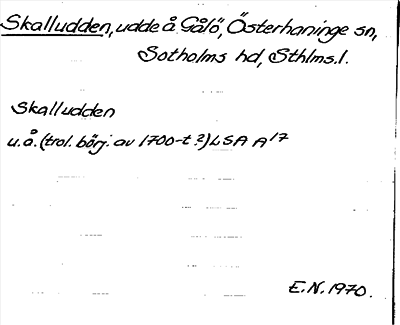 Skalludden, udde å Gålö, Österhaninge sn,
Sotholms hd, Sthlms.l.
Skalludden
u.å. (trol. börj. av 1700-t?) LSA A17
E.N. 1970.